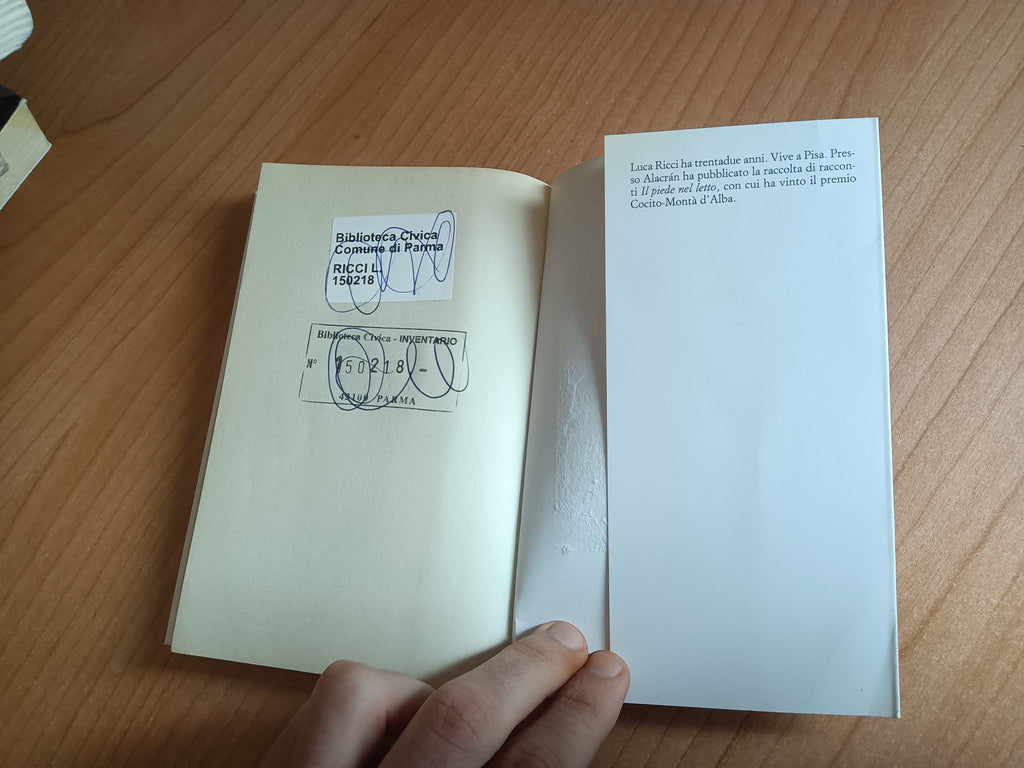 Biblioteca Civica
Comune di Parma
RICCI L.
150218
Biblioteca Civica - INVENTARIO
N° 150218 -
43100 PARMA
Luca Ricci ha trentadue anni. Vive a Pisa. Pres-
so Alacrán ha pubblicato la raccolta di raccon-
ti Il piede nel letto, con cui ha vinto il premio
Cocito-Montà d'Alba.